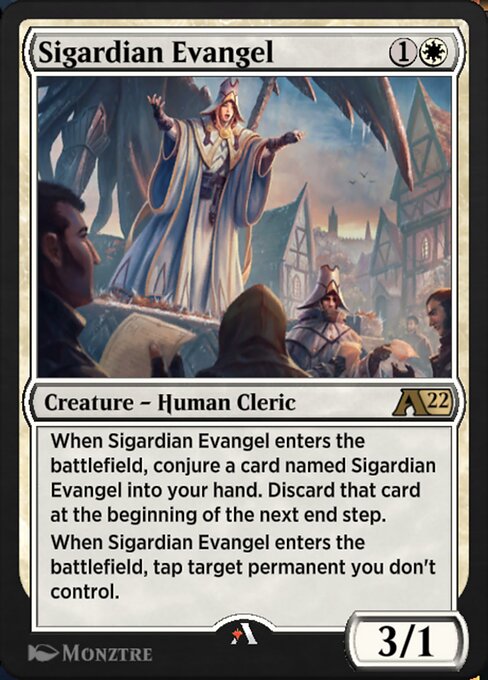 Sigardian Evangel 1
Creature – Human Cleric A22
When Sigardian Evangel enters the
battlefield, conjure a card named Sigardian
Evangel into your hand. Discard that card
at the beginning of the next end step.
When Sigardian Evangel enters the
battlefield, tap target permanent you don't
control.
3/1
Monztre